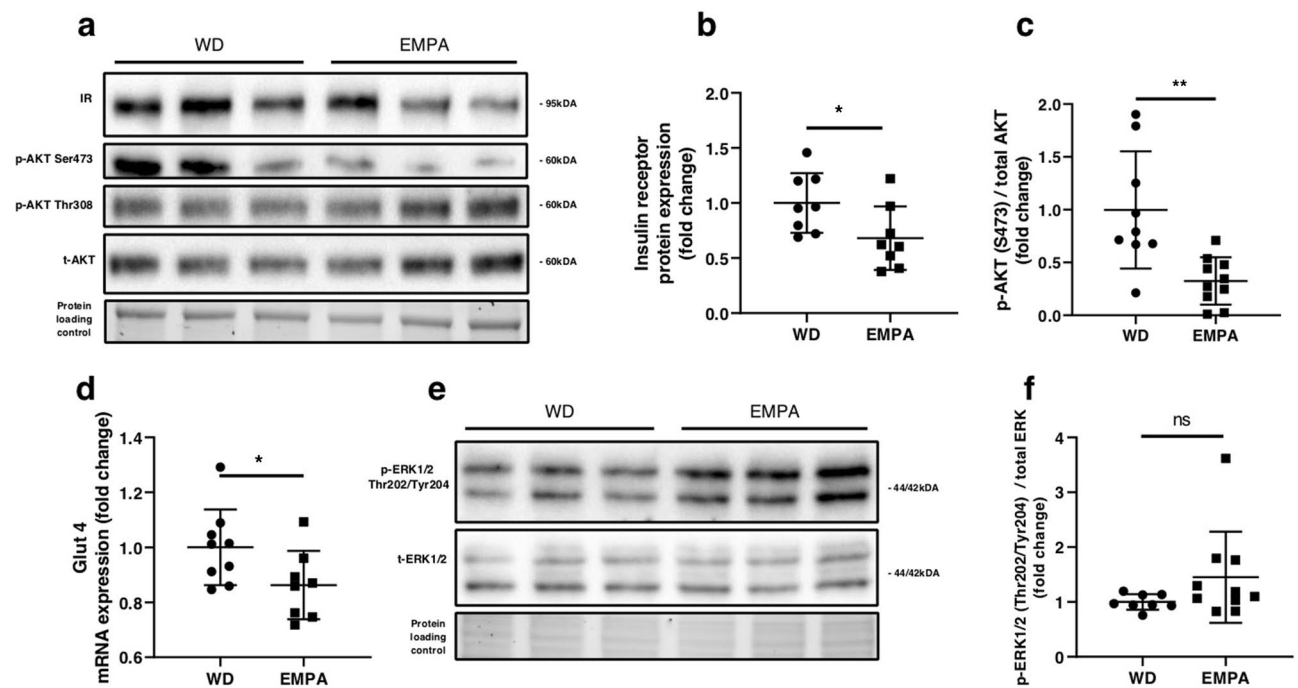 a
WD EMPA
IR
- 95kDA
p-AKT Ser473
- 60kDA
p-AKT Thr308
- 60kDA
t-AKT
- 60kDA
Protein
loading
control
b
Insulin receptor
protein expression
(fold change)
2.0
1.5
1.0
0.5
0.0
*
WD EMPA
c
p-AKT (S473) / total AKT
(fold change)
2.0
1.5
1.0
0.5
0.0
**
WD EMPA
d
Glut 4
mRNA expression (fold change)
1.4
1.2
1.0
0.8
0.6
*
WD EMPA
e
WD EMPA
p-ERK1/2
Thr202/Tyr204
- 44/42kDA
t-ERK1/2
- 44/42kDA
Protein
loading
control
f
p-ERK1/2 (Thr202/Tyr204) / total ERK
(fold change)
4
3
2
1
0
ns
WD EMPA